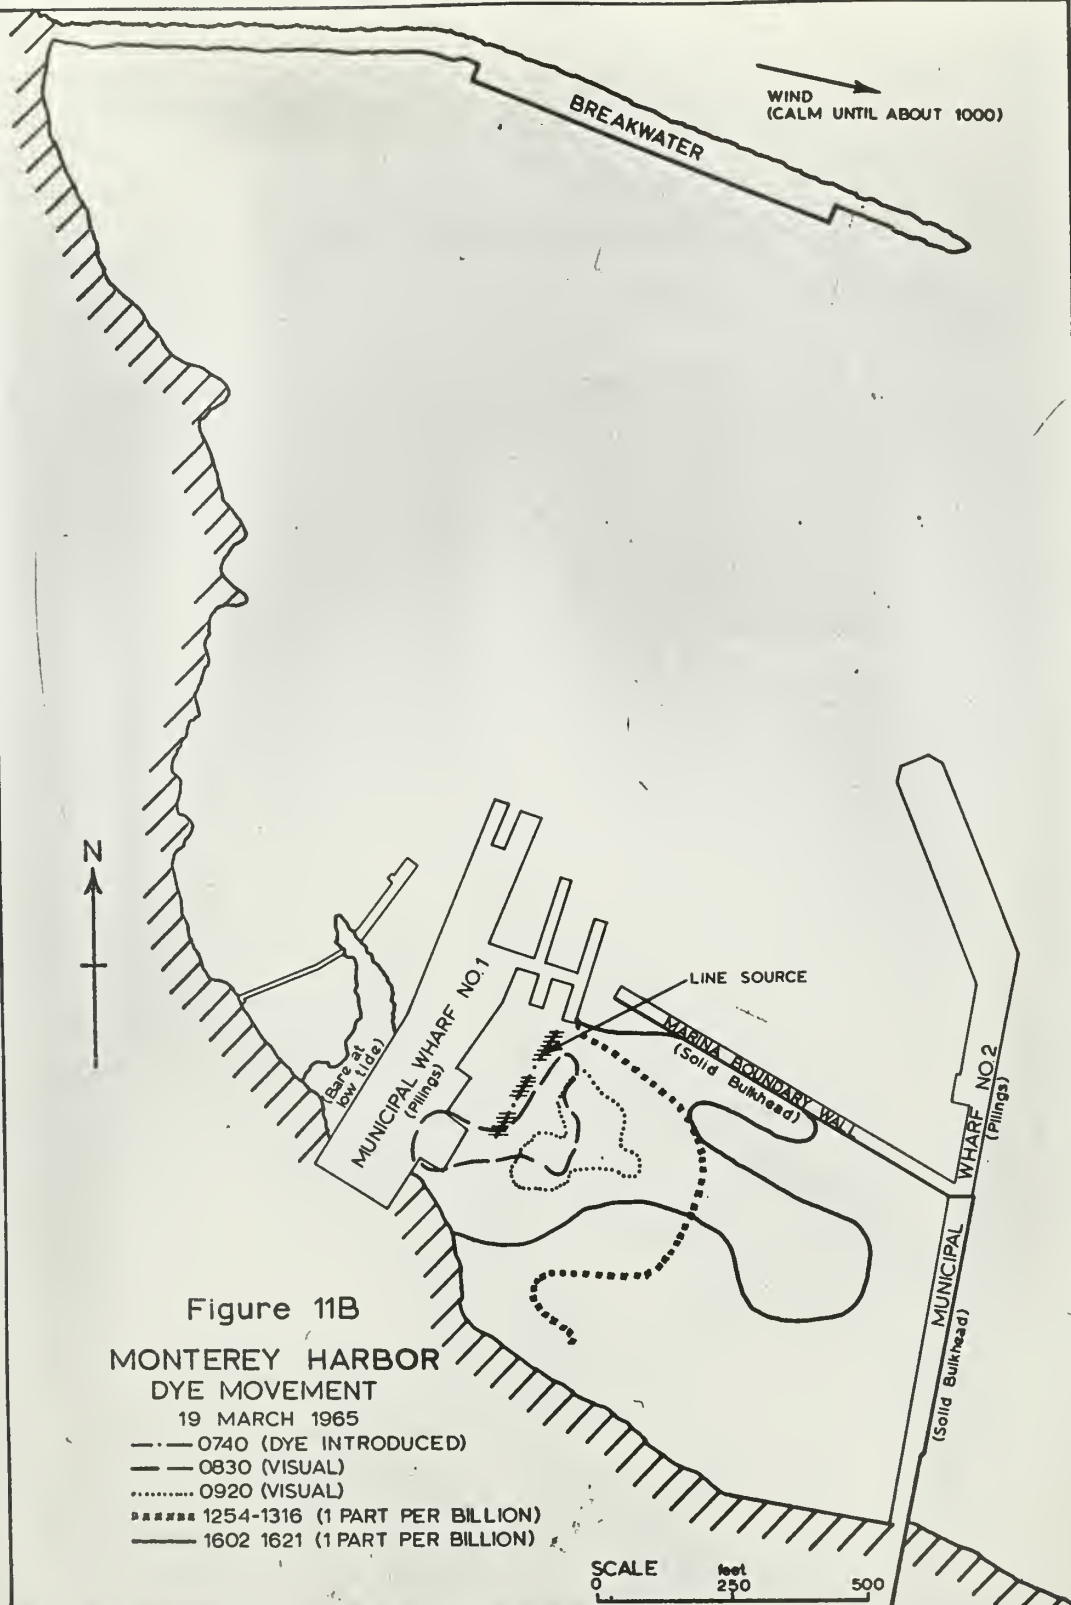 WIND
(CALM UNTIL ABOUT 1000)
BREAKWATER
N
LINE SOURCE
MUNICIPAL WHARF NO.1
(Pilings)
(Bare at
low tide)
MARINA BOUNDARY WALL
(Solid Bulkhead)
WHARF NO.2
(Pilings)
MUNICIPAL
(Solid Bulkhead)
Figure 11B
MONTEREY HARBOR
DYE MOVEMENT
19 MARCH 1965
0740 (DYE INTRODUCED)
0830 (VISUAL)
0920 (VISUAL)
1254-1316 (1 PART PER BILLION)
1602 1621 (1 PART PER BILLION)
SCALE feet
0 250 500